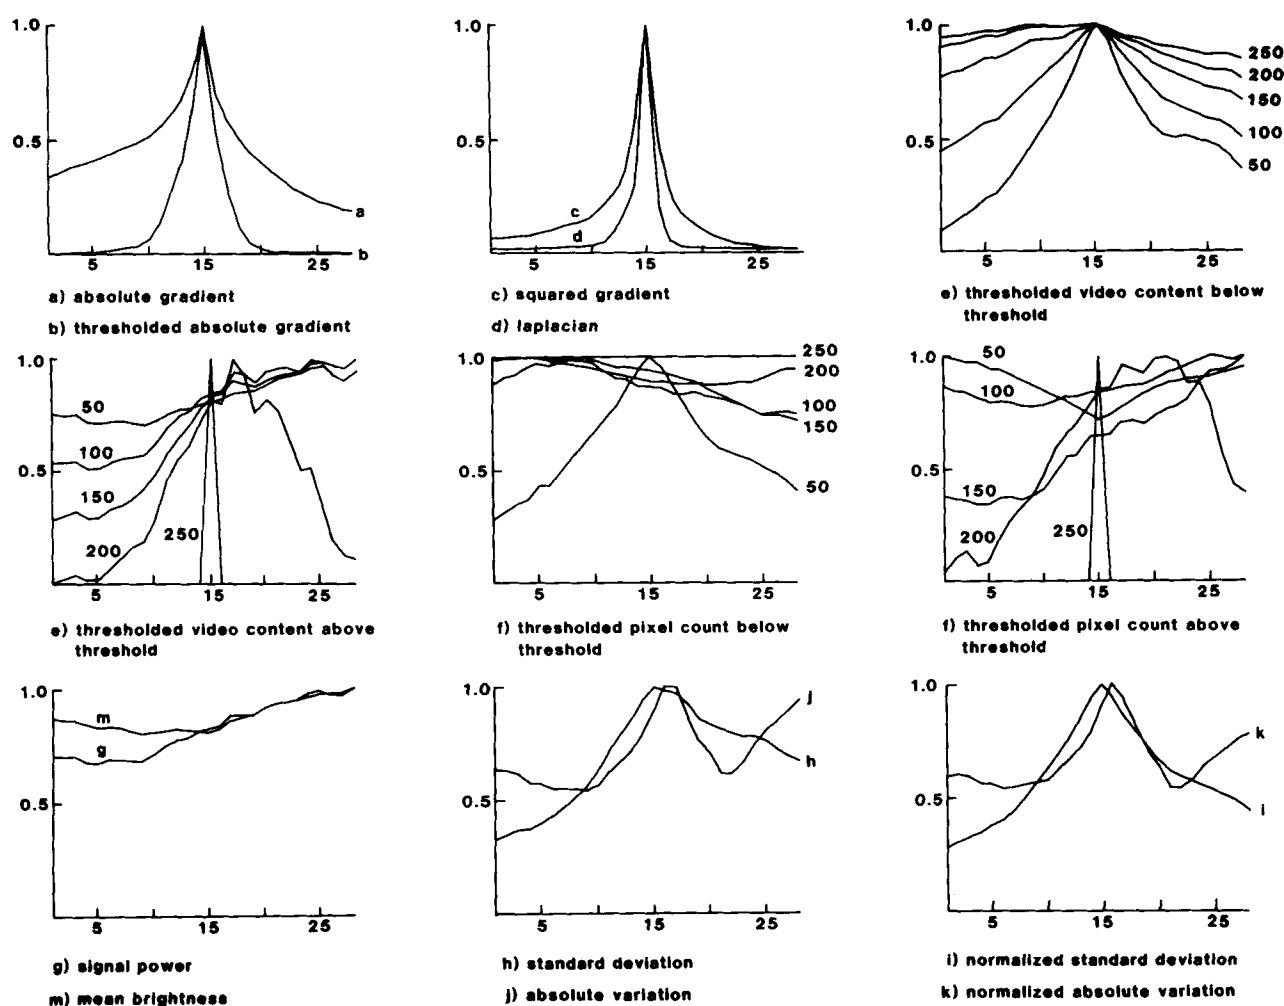 1.0
0.5
a
b
5 15 25
a) absolute gradient
b) thresholded absolute gradient
1.0
0.5
c
d
5 15 25
c) squared gradient
d) laplacian
1.0
0.5
250
200
150
100
50
5 15 25
e) thresholded video content below
threshold
1.0
50
100
0.5
150
200
250
5 15 25
e) thresholded video content above
threshold
1.0
0.5
250
200
100
150
50
5 15 25
f) thresholded pixel count below
threshold
1.0
50
100
0.5
150
200
250
5 15 25
f) thresholded pixel count above
threshold
1.0
m
g
0.5
5 15 25
g) signal power
m) mean brightness
1.0
0.5
j
h
5 15 25
h) standard deviation
j) absolute variation
1.0
0.5
k
i
5 15 25
i) normalized standard deviation
k) normalized absolute variation